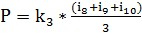 P = k₃ * (i₈+i₉+i₁₀)/3